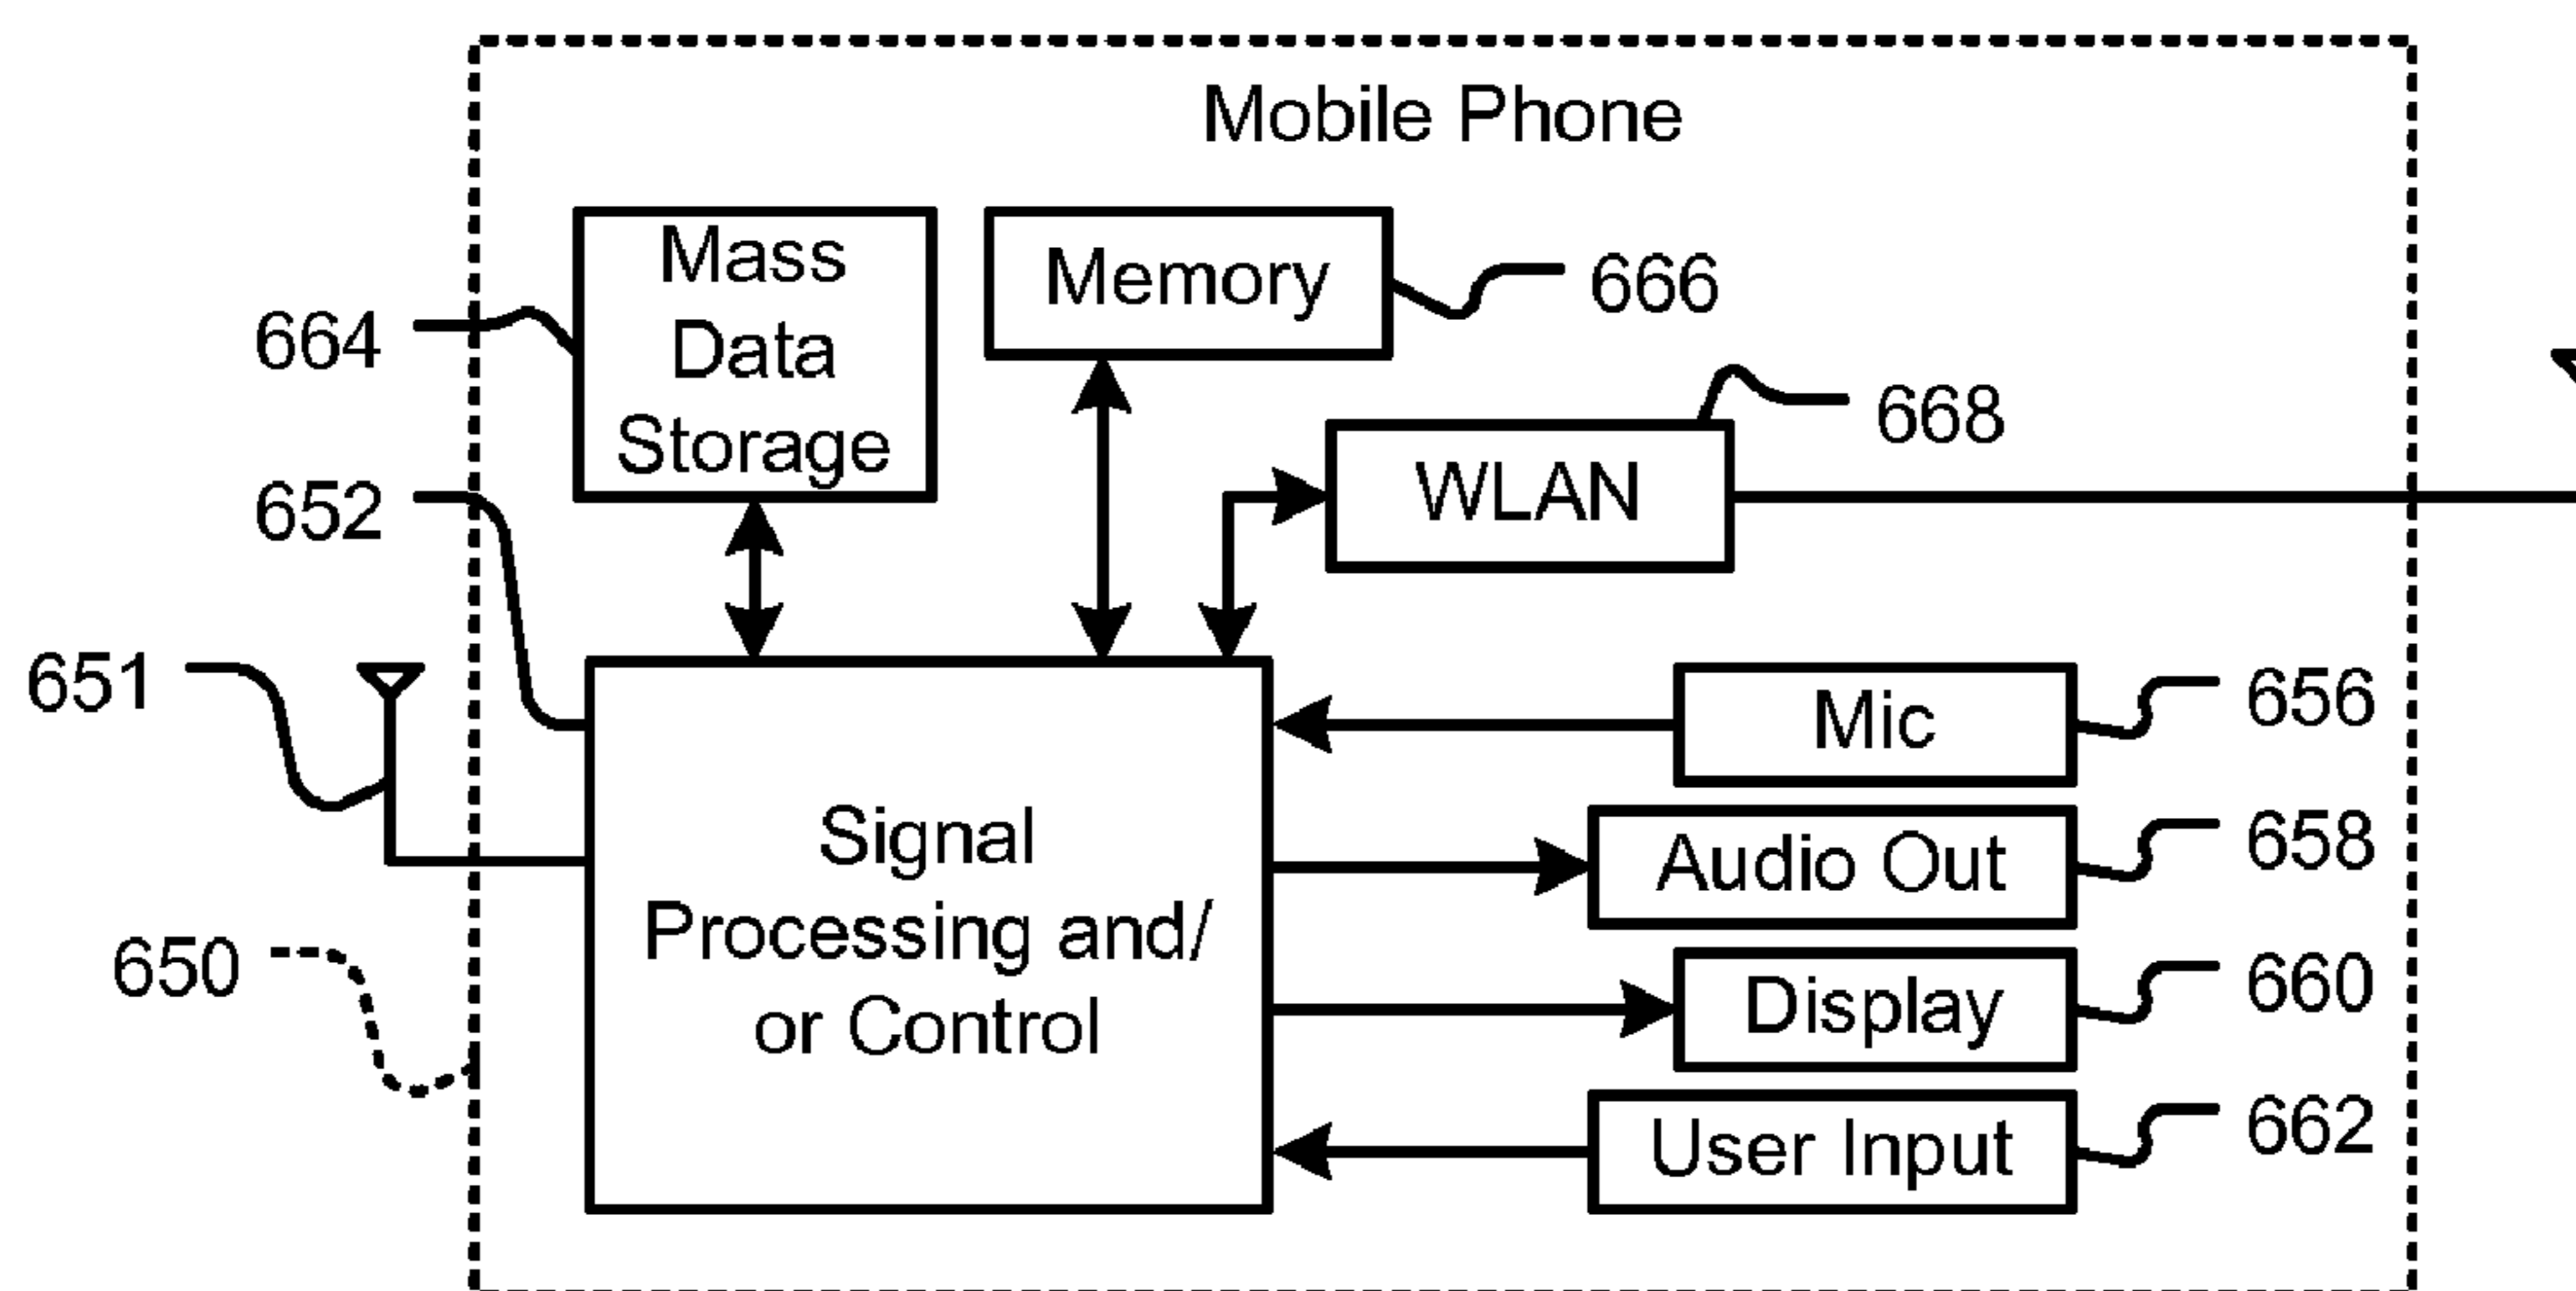 Mobile Phone
Mass
Data
Storage
Memory
666
664
668
WLAN
652
651
Mic
656
Signal
Processing and/
or Control
Audio Out
658
650
Display
660
User Input
662